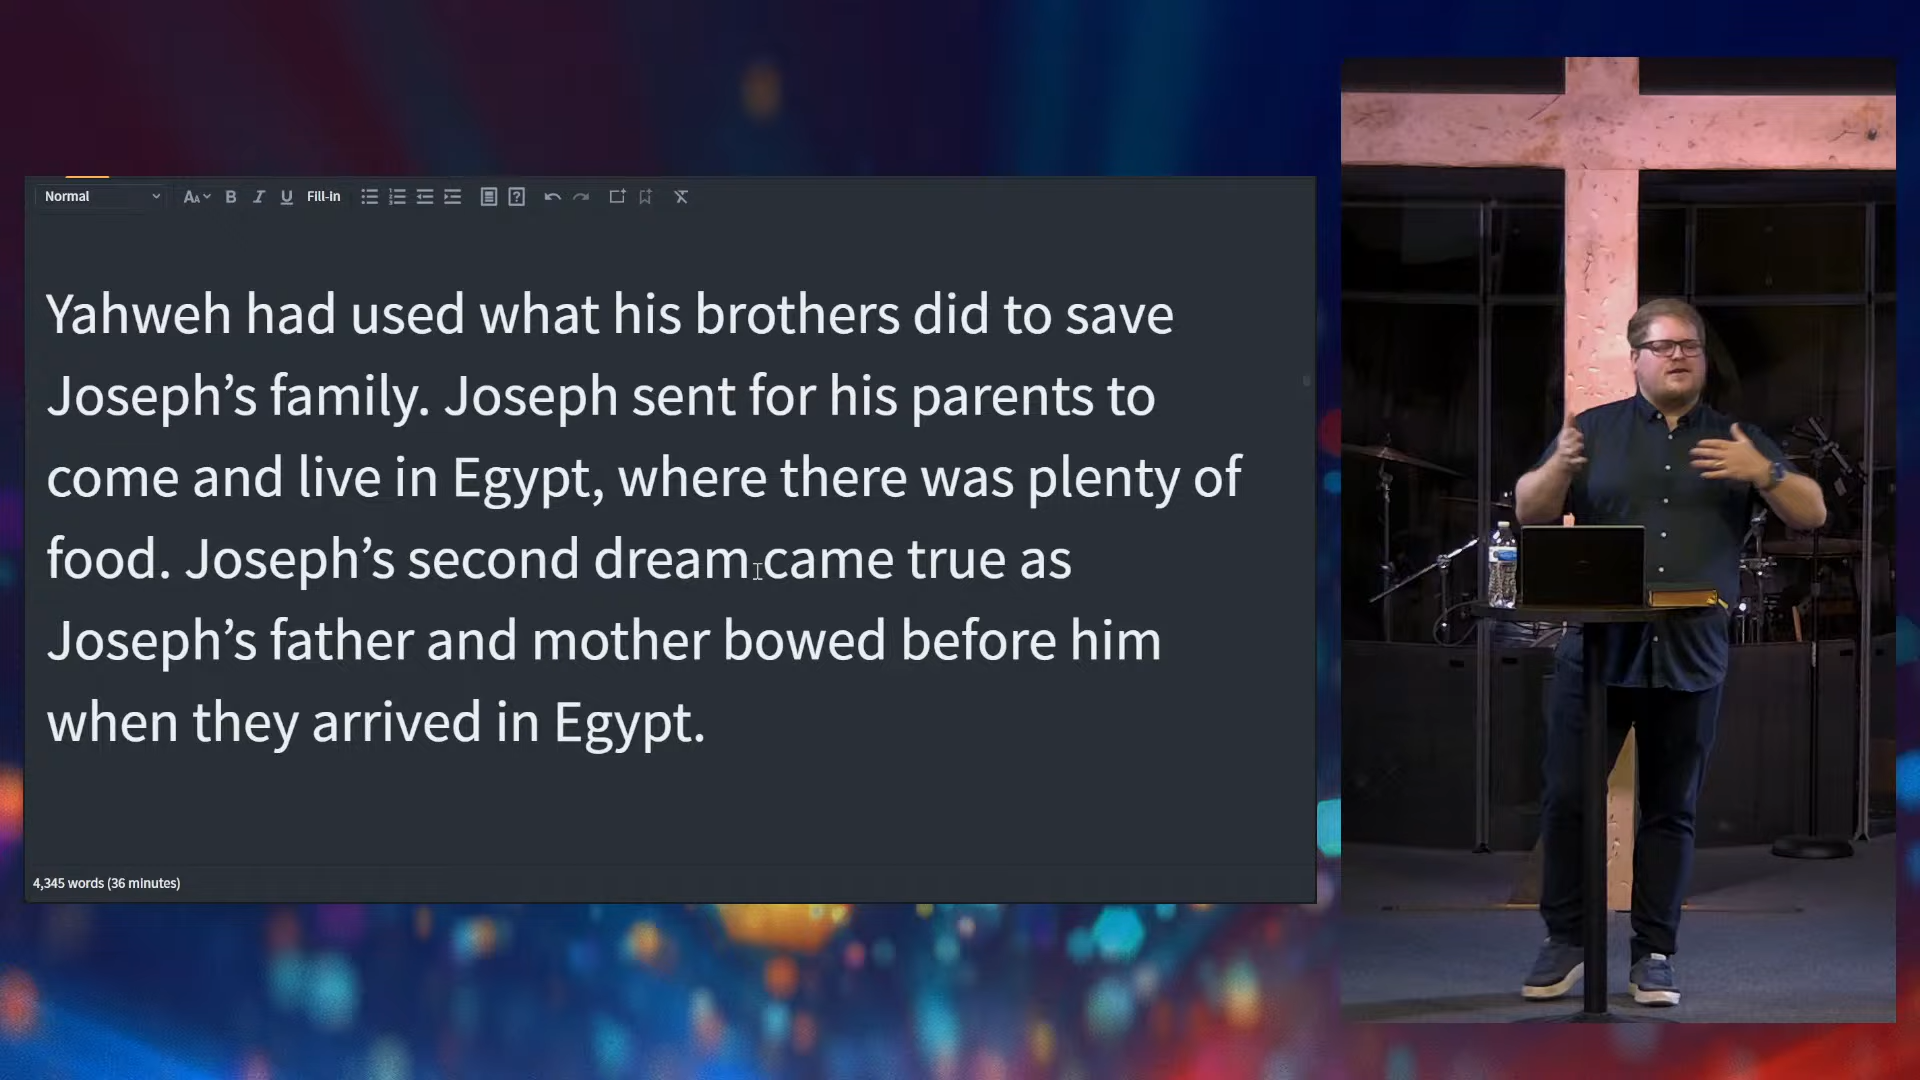 Normal
AA B I U Fill-in
Yahweh had used what his brothers did to save
Joseph’s family. Joseph sent for his parents to
come and live in Egypt, where there was plenty of
food. Joseph’s second dream came true as
Joseph’s father and mother bowed before him
when they arrived in Egypt.
4,345 words (36 minutes)